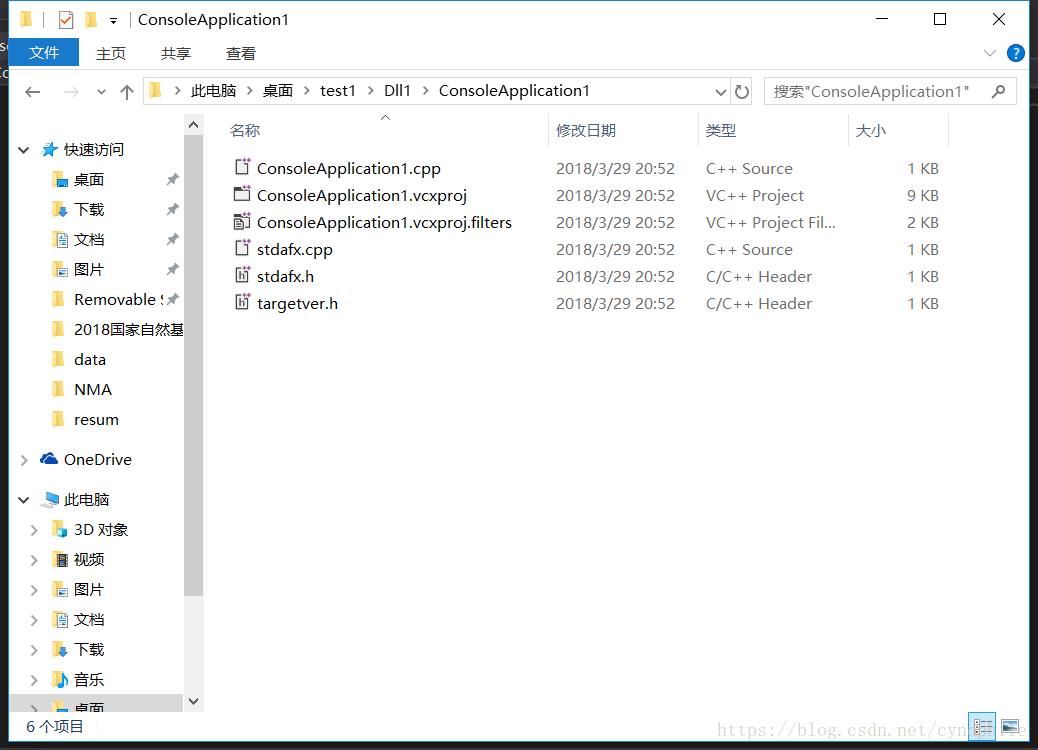 ConsoleApplication1
文件 主页 共享 查看
此电脑 桌面 test1 Dll1 ConsoleApplication1 搜索"ConsoleApplication1"
快速访问
桌面
下载
文档
图片
Removable
2018国家自然基
data
NMA
resum
OneDrive
此电脑
3D 对象
视频
图片
文档
下载
音乐
桌面
名称 修改日期 类型 大小
ConsoleApplication1.cpp 2018/3/29 20:52 C++ Source 1 KB
ConsoleApplication1.vcxproj 2018/3/29 20:52 VC++ Project 9 KB
ConsoleApplication1.vcxproj.filters 2018/3/29 20:52 VC++ Project Fil... 2 KB
stdafx.cpp 2018/3/29 20:52 C++ Source 1 KB
stdafx.h 2018/3/29 20:52 C/C++ Header 1 KB
targetver.h 2018/3/29 20:52 C/C++ Header 1 KB
6 个项目